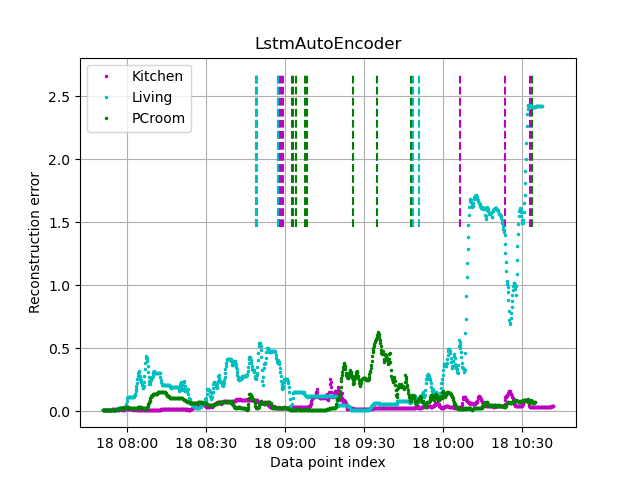 LstmAutoEncoder
Kitchen
Living
PCroom
Reconstruction error
2.5
2.0
1.5
1.0
0.5
0.0
18 08:00 18 08:30 18 09:00 18 09:30 18 10:00 18 10:30
Data point index